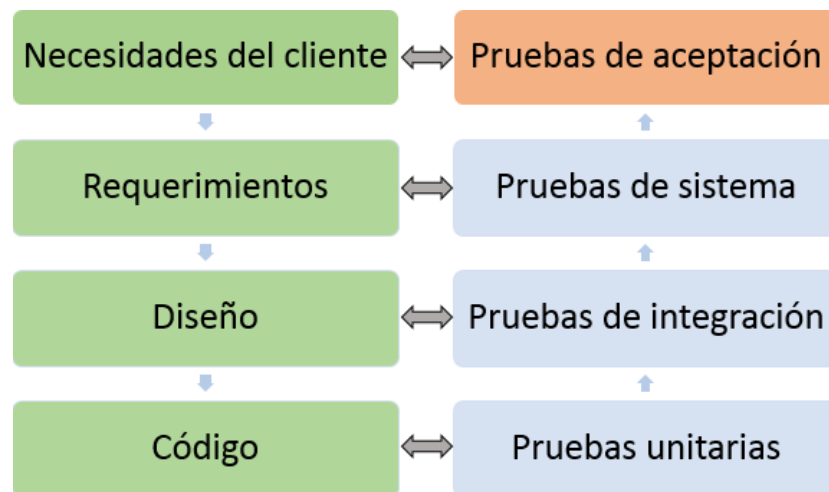 Necesidades del cliente
Pruebas de aceptación
Requerimientos
Pruebas de sistema
Diseño
Pruebas de integración
Código
Pruebas unitarias